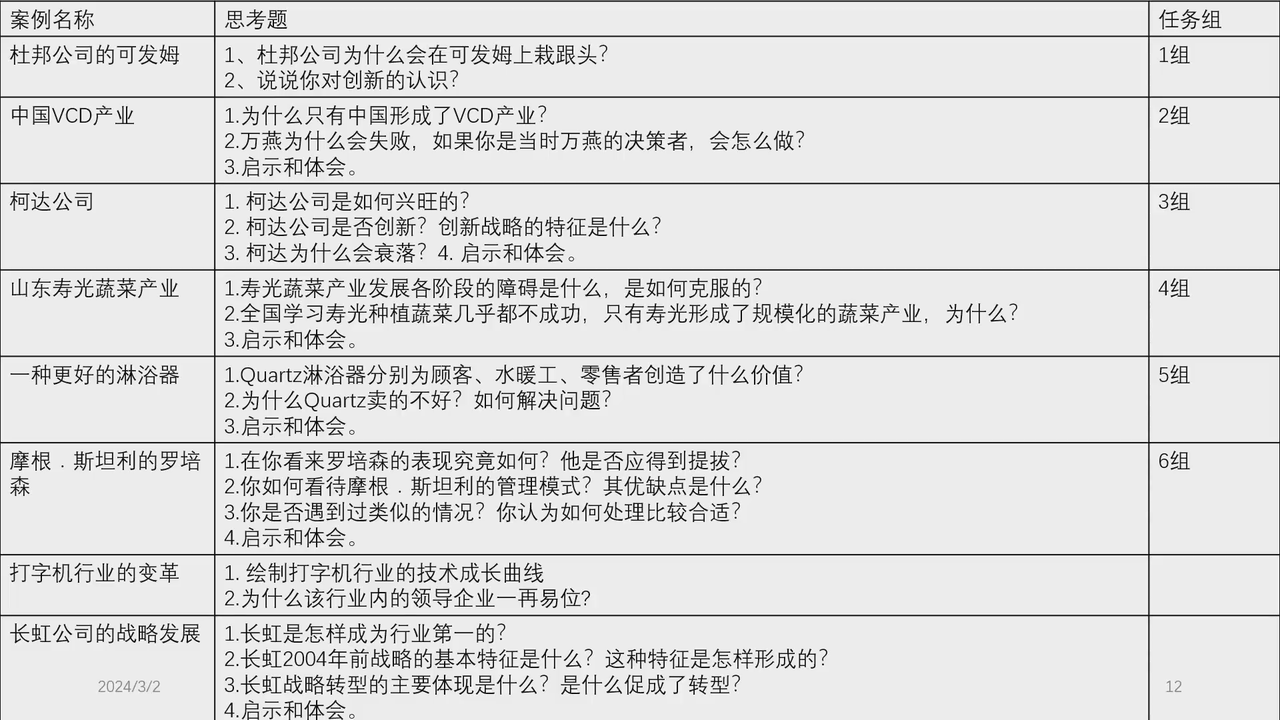 案例名称
思考题
任务组
杜邦公司的可发姆
1、杜邦公司为什么会在可发姆上栽跟头？
2、说说你对创新的认识？
1组
中国VCD产业
1.为什么只有中国形成了VCD产业？
2.万燕为什么会失败，如果你是当时万燕的决策者，会怎么做？
3.启示和体会。
2组
柯达公司
1. 柯达公司是如何兴旺的？
2. 柯达公司是否创新？创新战略的特征是什么？
3. 柯达为什么会衰落？4. 启示和体会。
3组
山东寿光蔬菜产业
1.寿光蔬菜产业发展各阶段的障碍是什么，是如何克服的？
2.全国学习寿光种植蔬菜几乎都不成功，只有寿光形成了规模化的蔬菜产业，为什么？
3.启示和体会。
4组
一种更好的淋浴器
1.Quartz淋浴器分别为顾客、水暖工、零售者创造了什么价值？
2.为什么Quartz卖的不好？如何解决问题？
3.启示和体会。
5组
摩根．斯坦利的罗培
森
1.在你看来罗培森的表现究竟如何？他是否应得到提拔？
2.你如何看待摩根．斯坦利的管理模式？其优缺点是什么？
3.你是否遇到过类似的情况？你认为如何处理比较合适？
4.启示和体会。
6组
打字机行业的变革
1. 绘制打字机行业的技术成长曲线
2.为什么该行业内的领导企业一再易位?
长虹公司的战略发展
1.长虹是怎样成为行业第一的？
2.长虹2004年前战略的基本特征是什么？这种特征是怎样形成的？
3.长虹战略转型的主要体现是什么？是什么促成了转型？
4.启示和体会。
2024/3/2
12